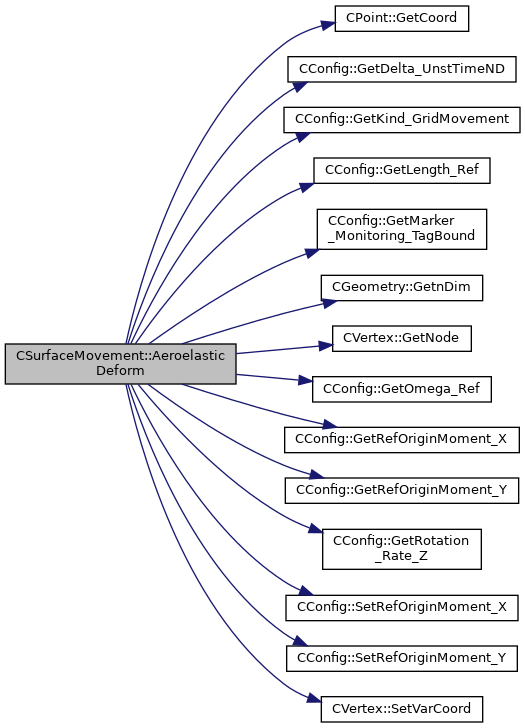 CPoint::GetCoord
CConfig::GetDelta_UnstTimeND
CConfig::GetKind_GridMovement
CConfig::GetLength_Ref
CConfig::GetMarker
_Monitoring_TagBound
CGeometry::GetnDim
CSurfaceMovement::Aeroelastic
Deform
CVertex::GetNode
CConfig::GetOmega_Ref
CConfig::GetRefOriginMoment_X
CConfig::GetRefOriginMoment_Y
CConfig::GetRotation
_Rate_Z
CConfig::SetRefOriginMoment_X
CConfig::SetRefOriginMoment_Y
CVertex::SetVarCoord